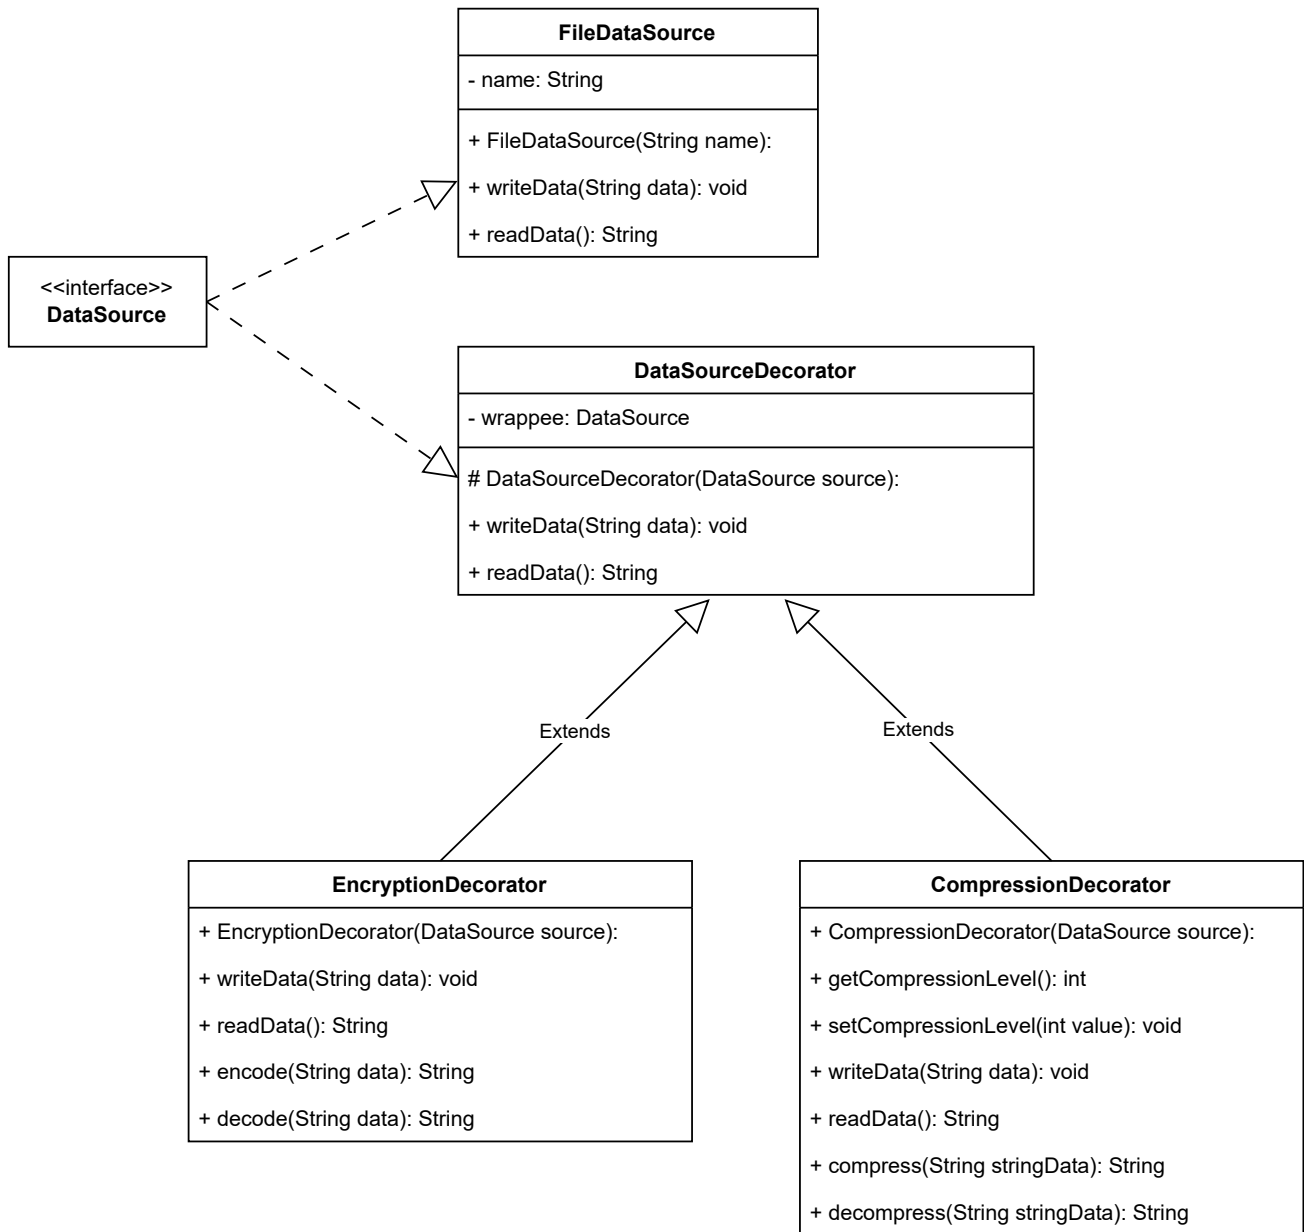 FileDataSource
- name: String
+ FileDataSource(String name):
+ writeData(String data): void
+ readData(): String
<<interface>>
DataSource
DataSourceDecorator
- wrappee: DataSource
# DataSourceDecorator(DataSource source):
+ writeData(String data): void
+ readData(): String
Extends
Extends
EncryptionDecorator
+ EncryptionDecorator(DataSource source):
+ writeData(String data): void
+ readData(): String
+ encode(String data): String
+ decode(String data): String
CompressionDecorator
+ CompressionDecorator(DataSource source):
+ getCompressionLevel(): int
+ setCompressionLevel(int value): void
+ writeData(String data): void
+ readData(): String
+ compress(String stringData): String
+ decompress(String stringData): String